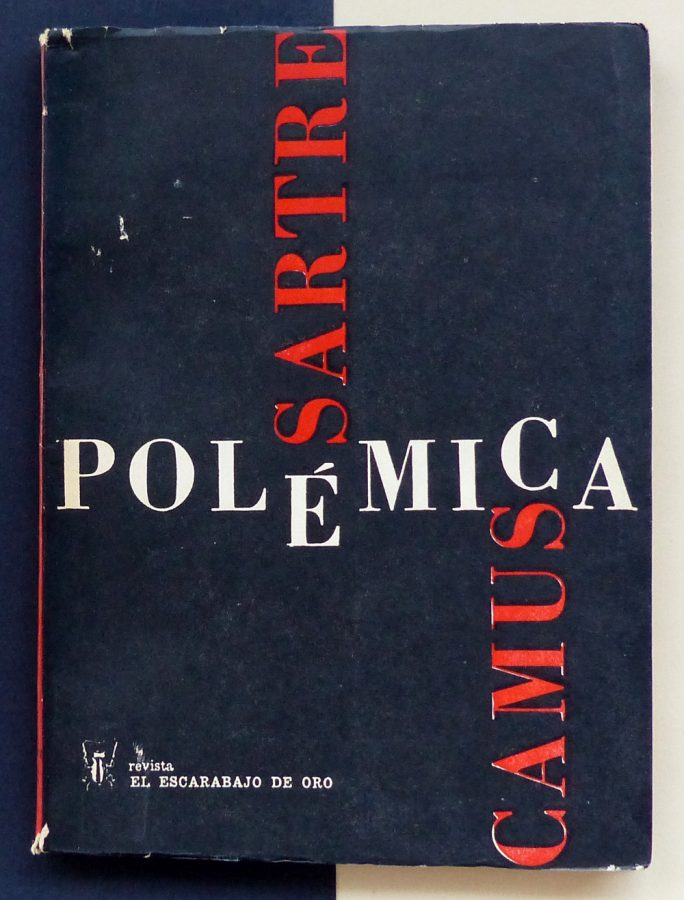 SARTRE
POLÉMICA
CAMUS
revista
EL ESCARABAJO DE ORO